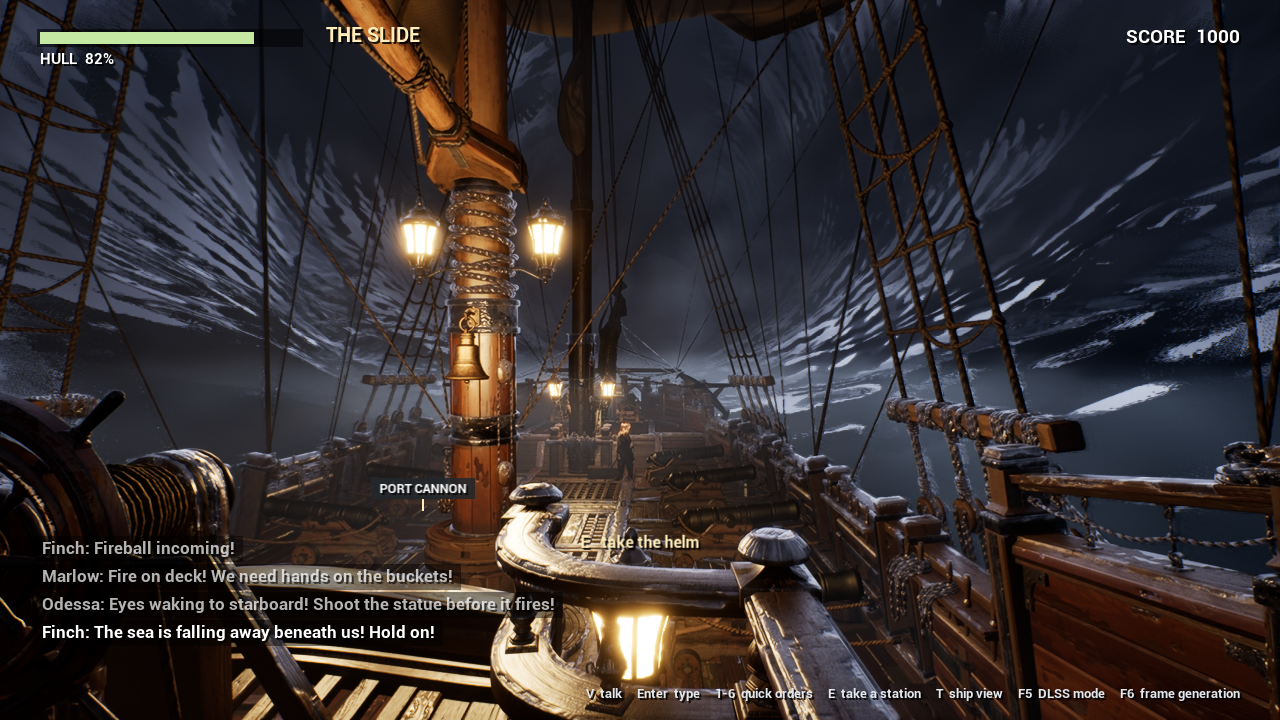 THE SLIDE
SCORE 1000
HULL 82%
PORT CANNON
E take the helm
Finch: Fireball incoming!
Marlow: Fire on deck! We need hands on the buckets!
Odessa: Eyes waking to starboard! Shoot the statue before it fires!
Finch: The sea is falling away beneath us! Hold on!
V talk Enter type 1-6 quick orders E take a station T ship view F5 DLSS mode F6 frame generation